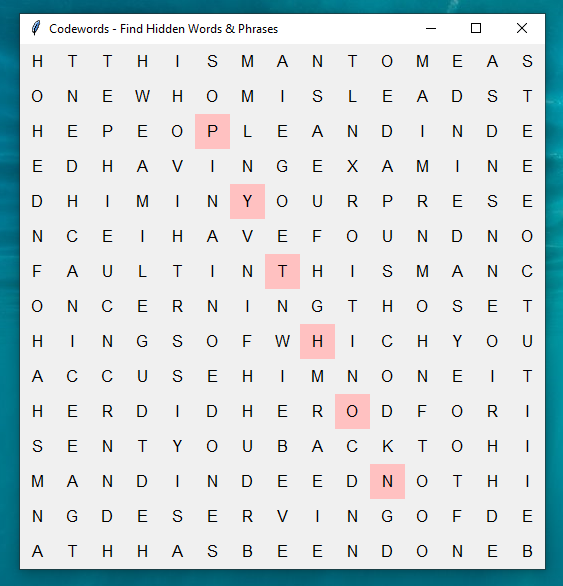 Codewords - Find Hidden Words & Phrases
H T T H I S M A N T O M E A S
O N E W H O M I S L E A D S T
H E P E O P L E A N D I N D E
E D H A V I N G E X A M I N E
D H I M I N Y O U R P R E S E
N C E I H A V E F O U N D N O
F A U L T I N T H I S M A N C
O N C E R N I N G T H O S E T
H I N G S O F W H I C H Y O U
A C C U S E H I M N O N E I T
H E R D I D H E R O D F O R I
S E N T Y O U B A C K T O H I
M A N D I N D E E D N O T H I
N G D E S E R V I N G O F D E
A T H H A S B E E N D O N E B